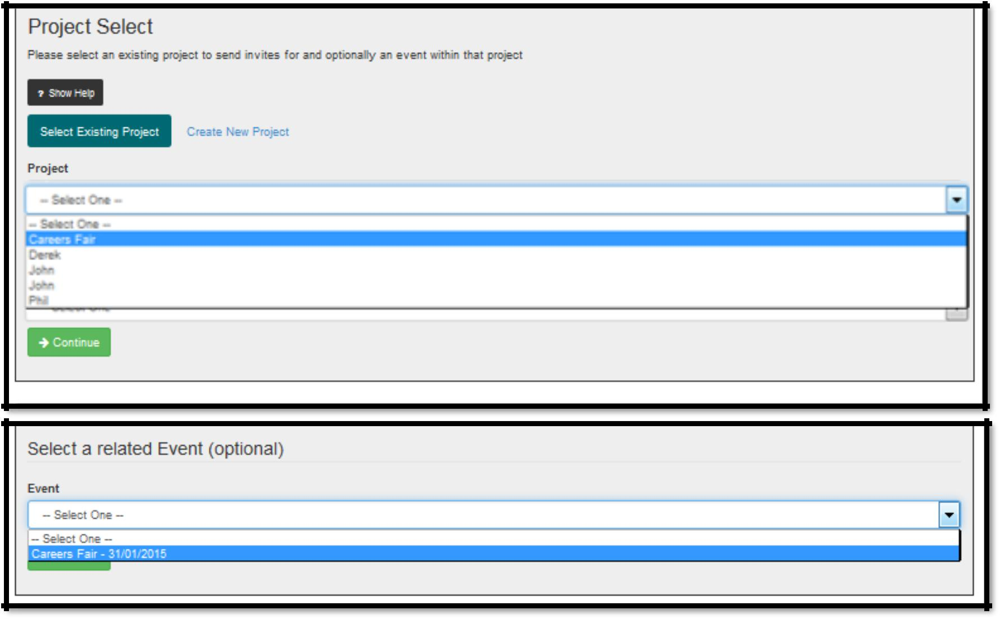 Project Select
Please select an existing project to send invites for and optionally an event within that project
? Show Help
Select Existing Project Create New Project
Project
-- Select One --
-- Select One --
Careers Fair
Derek
John
John
Phil
Continue
Select a related Event (optional)
Event
-- Select One --
-- Select One --
Careers Fair - 31/01/2015